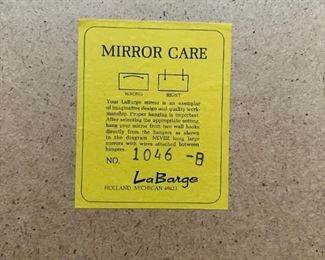 MIRROR CARE
WRONG RIGHT
Your LaBarge mirror is an exemplar
of imaginative design and quality work-
manship. Proper hanging is important.
After selecting the appropriate setting,
hang your mirror from two wall hooks
directly from the hangers as shown
in the diagram. NEVER hang large
mirrors with wires attached between
hangers.
NO. 1046 -B
LaBarge
HOLLAND, MICHIGAN 49423